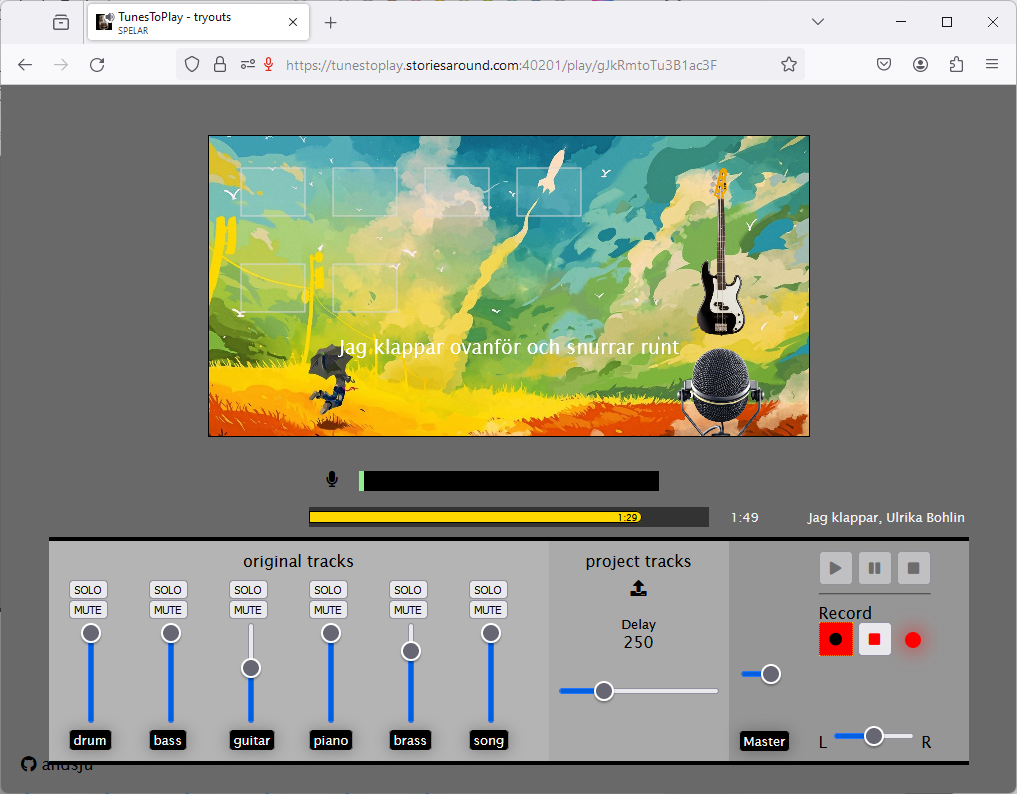 TunesToPlay - tryouts
SPELAR
https://tunestoplay.storiesaround.com:40201/play/gJkRmtoTu3B1ac3F
Jag klappar ovanför och snurrar runt
1:29
1:49
Jag klappar, Ulrika Bohlin
original tracks
project tracks
SOLO SOLO SOLO SOLO SOLO SOLO
MUTE MUTE MUTE MUTE MUTE MUTE
Record
Delay
250
drum bass guitar piano brass song
Master
L R
andsju